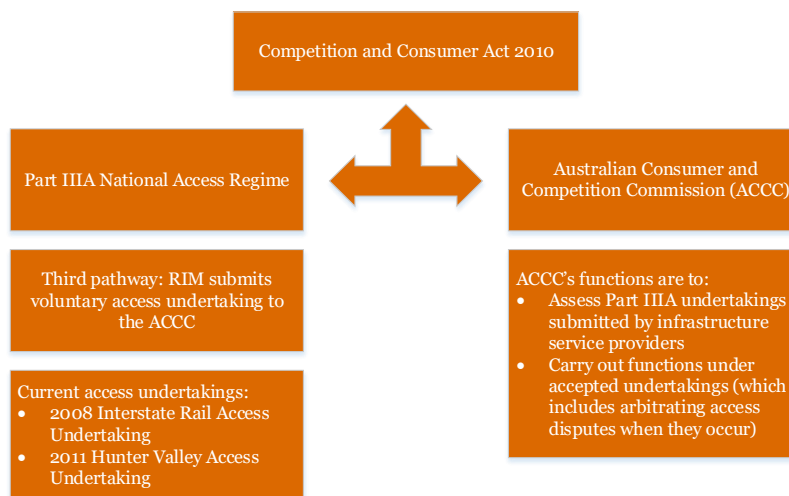 Competition and Consumer Act 2010
Part IIIA National Access Regime
Australian Consumer and
Competition Commission (ACCC)
Third pathway: RIM submits
voluntary access undertaking to
the ACCC
ACCC’s functions are to:
• Assess Part IIIA undertakings
submitted by infrastructure
service providers
• Carry out functions under
accepted undertakings (which
includes arbitrating access
disputes when they occur)
Current access undertakings:
• 2008 Interstate Rail Access
Undertaking
• 2011 Hunter Valley Access
Undertaking